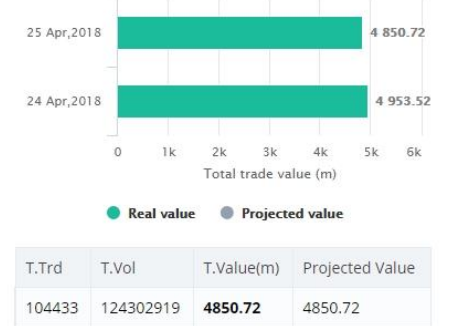 25 Apr,2018
4 850.72
24 Apr,2018
4 953.52
0 1k 2k 3k 4k 5k 6k
Total trade value (m)
Real value Projected value
T.Trd T.Vol T.Value(m) Projected Value
104433 124302919 4850.72 4850.72